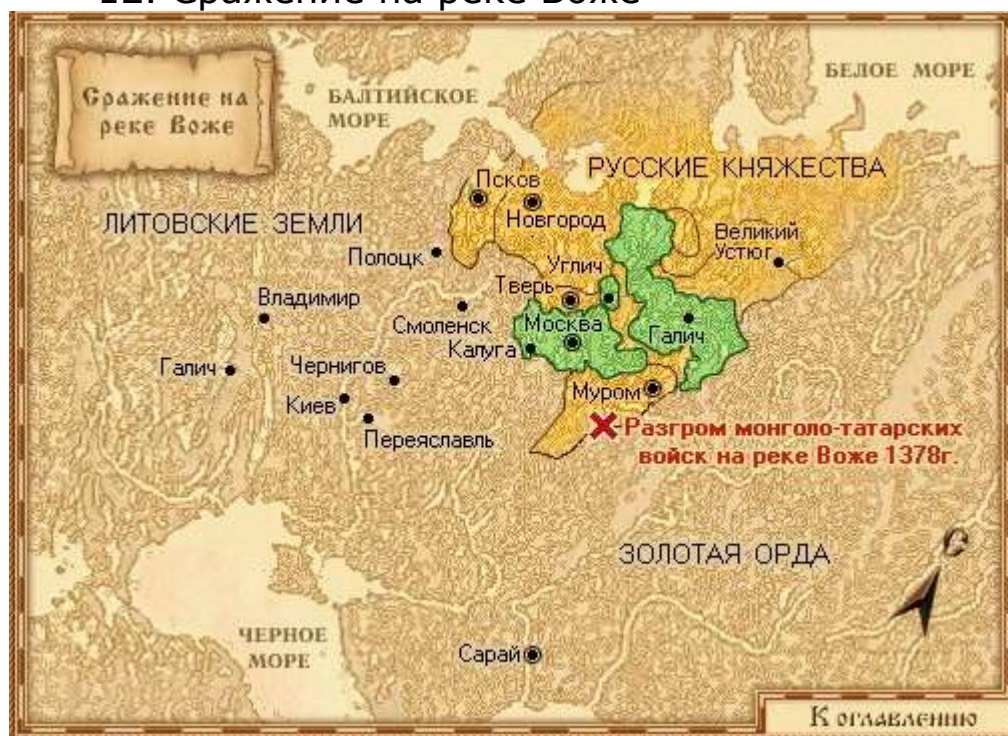 12. Сражение на реке Воже
Сражение на
реке Воже
БЕЛОЕ МОРЕ
БАЛТИЙСКОЕ
МОРЕ
РУССКИЕ КНЯЖЕСТВА
Псков
Новгород
ЛИТОВСКИЕ ЗЕМЛИ
Великий
Устюг
Полоцк
Углич
Тверь
Владимир
Смоленск
Москва
Галич
Калуга
Галич
Чернигов
Муром
Киев
Переяславль
Разгром монголо-татарских
войск на реке Воже 1378г.
ЗОЛОТАЯ ОРДА
С
ЧЕРНОЕ
МОРЕ
Сарай
К оглавлению